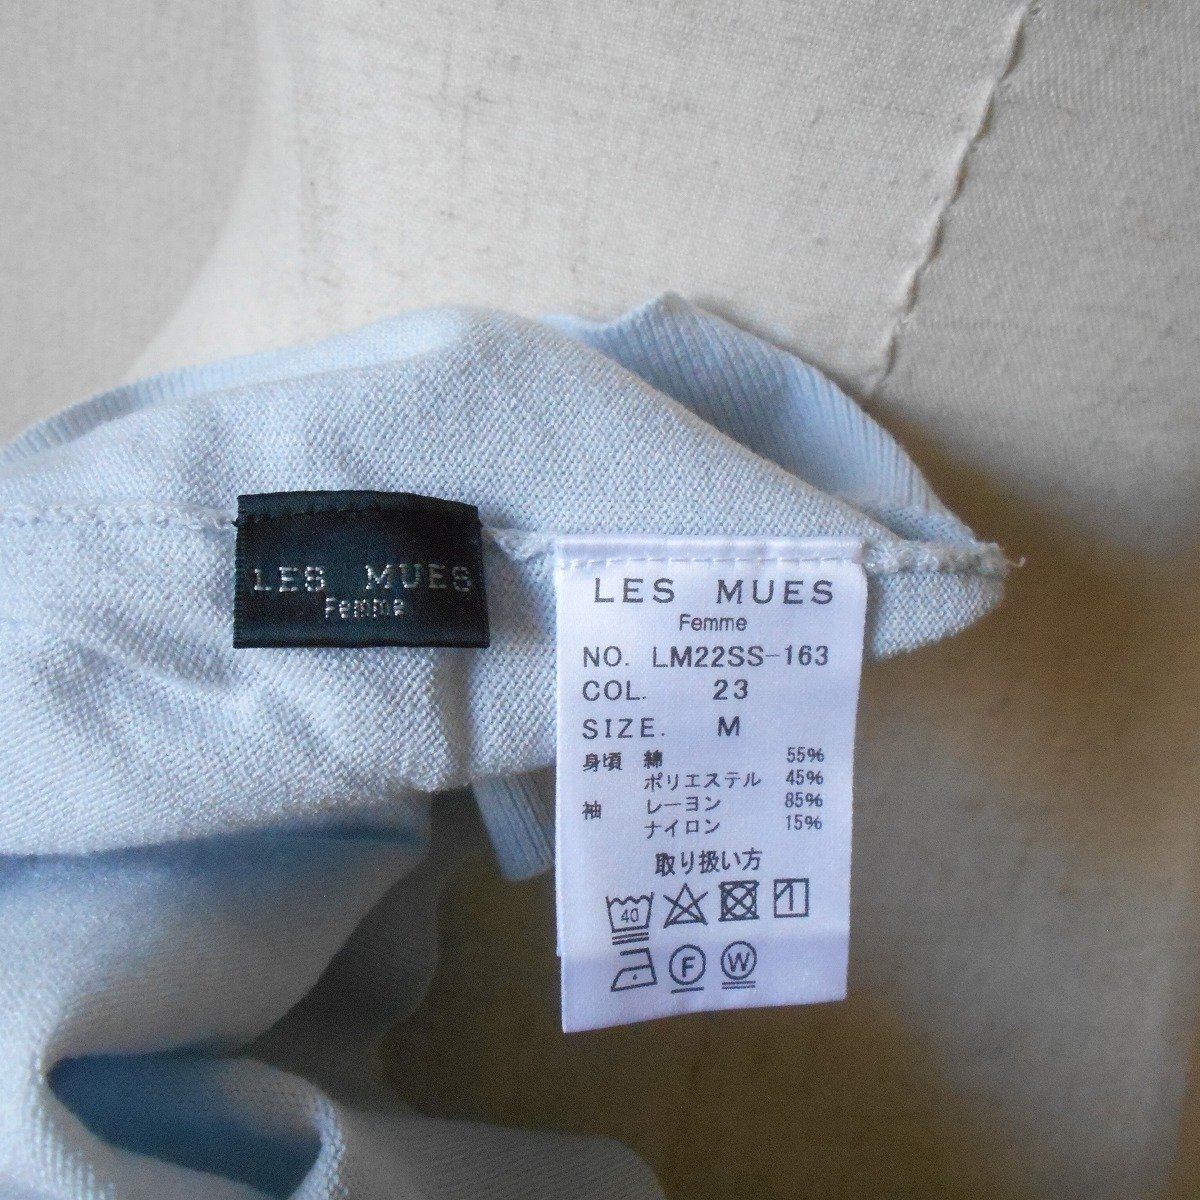 LES MUES
Femme
LES MUES
Femme
NO. LM22SS-163
COL. 23
SIZE. M
身頃 綿 55%
ポリエステル 45%
袖 レーヨン 85%
ナイロン 15%
取り扱い方
40
F W